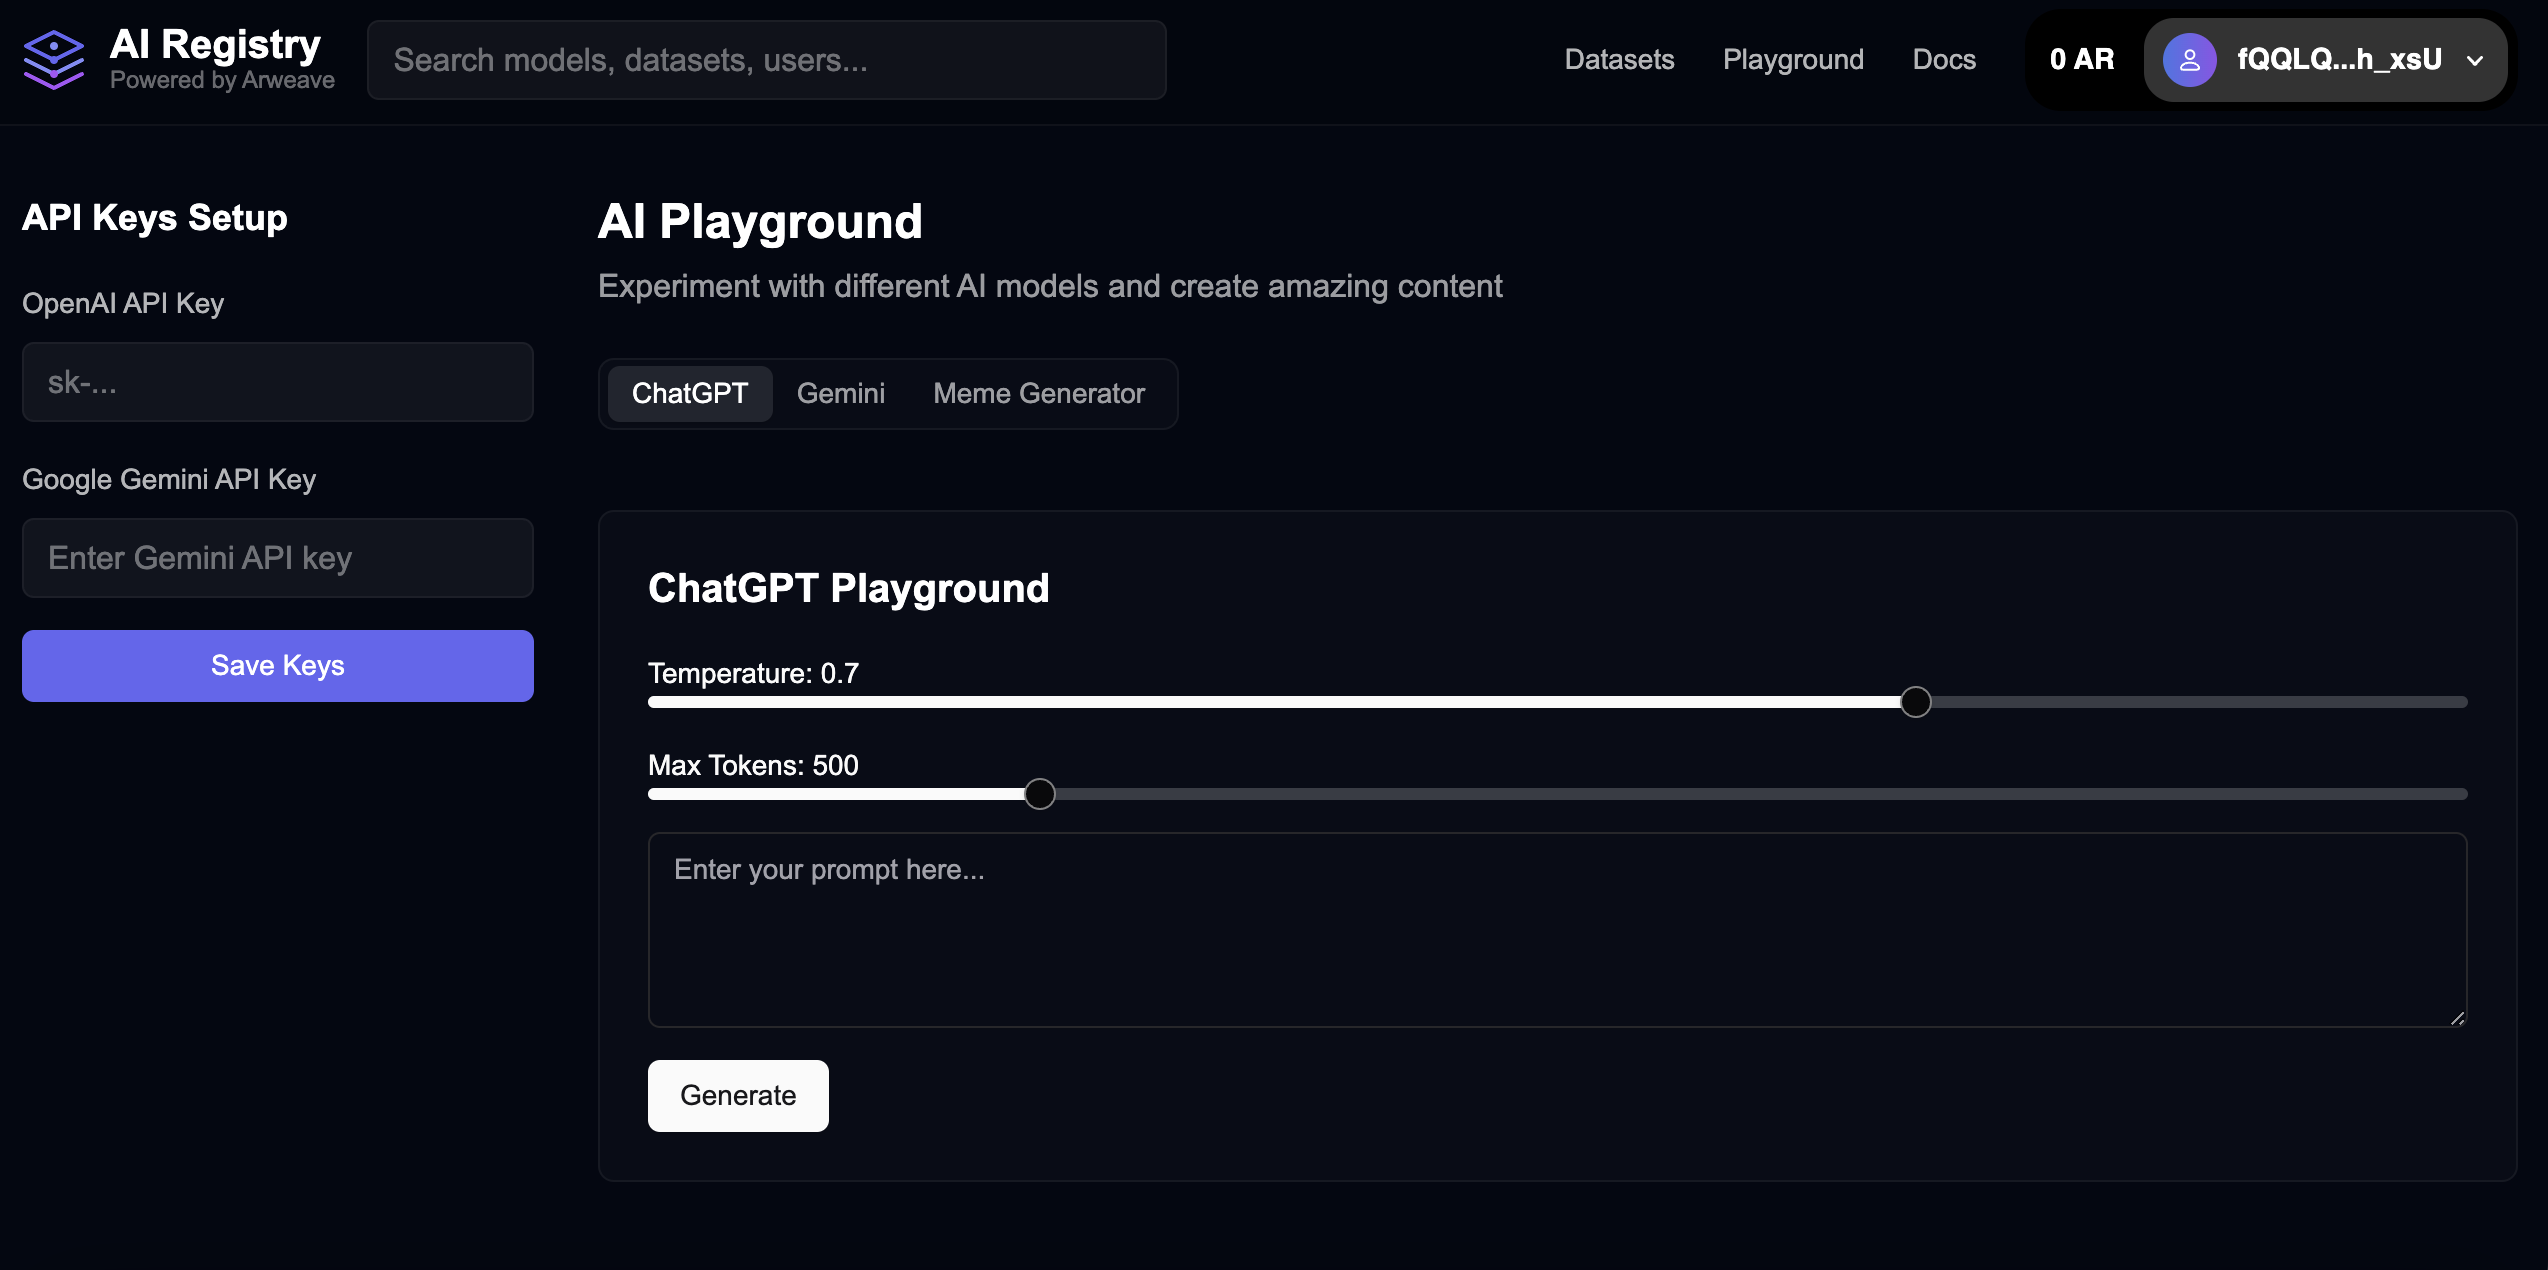 AI Registry
Powered by Arweave
Search models, datasets, users...
Datasets
Playground
Docs
0 AR
fQQLQ...h_xsU
API Keys Setup
OpenAI API Key
sk-...
Google Gemini API Key
Enter Gemini API key
Save Keys
AI Playground
Experiment with different AI models and create amazing content
ChatGPT
Gemini
Meme Generator
ChatGPT Playground
Temperature: 0.7
Max Tokens: 500
Enter your prompt here...
Generate